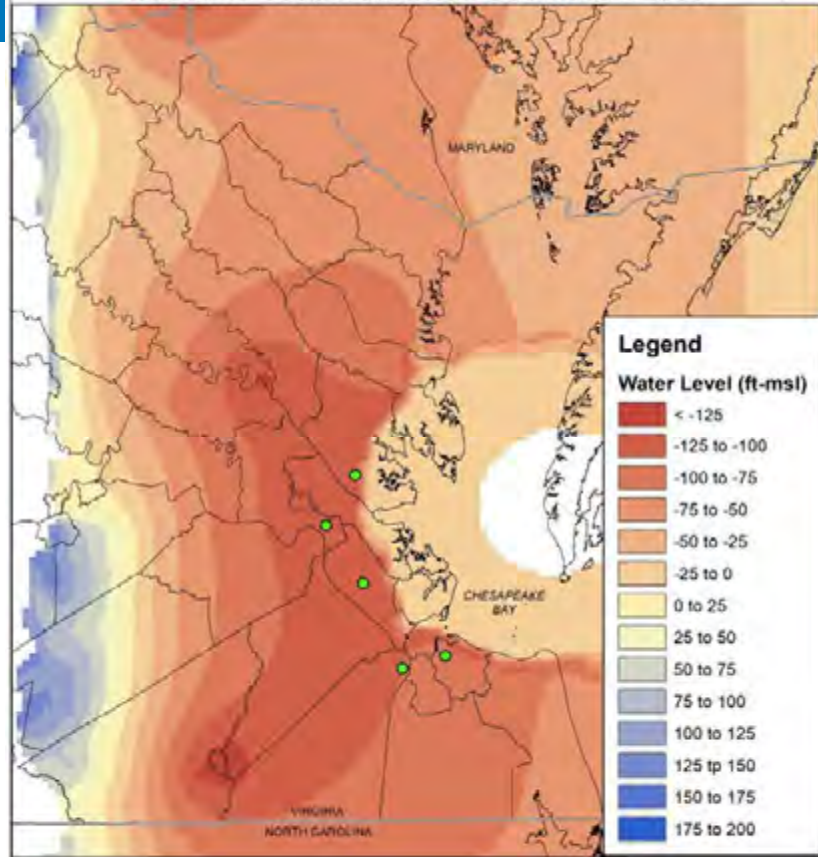 MARYLAND
Legend
Water Level (ft-msl)
< -125
-125 to -100
-100 to -75
-75 to -50
-50 to -25
-25 to 0
0 to 25
25 to 50
50 to 75
75 to 100
100 to 125
125 tp 150
150 to 175
175 to 200
CHESAPEAKE
BAY
VIRGINIA
NORTH CAROLINA